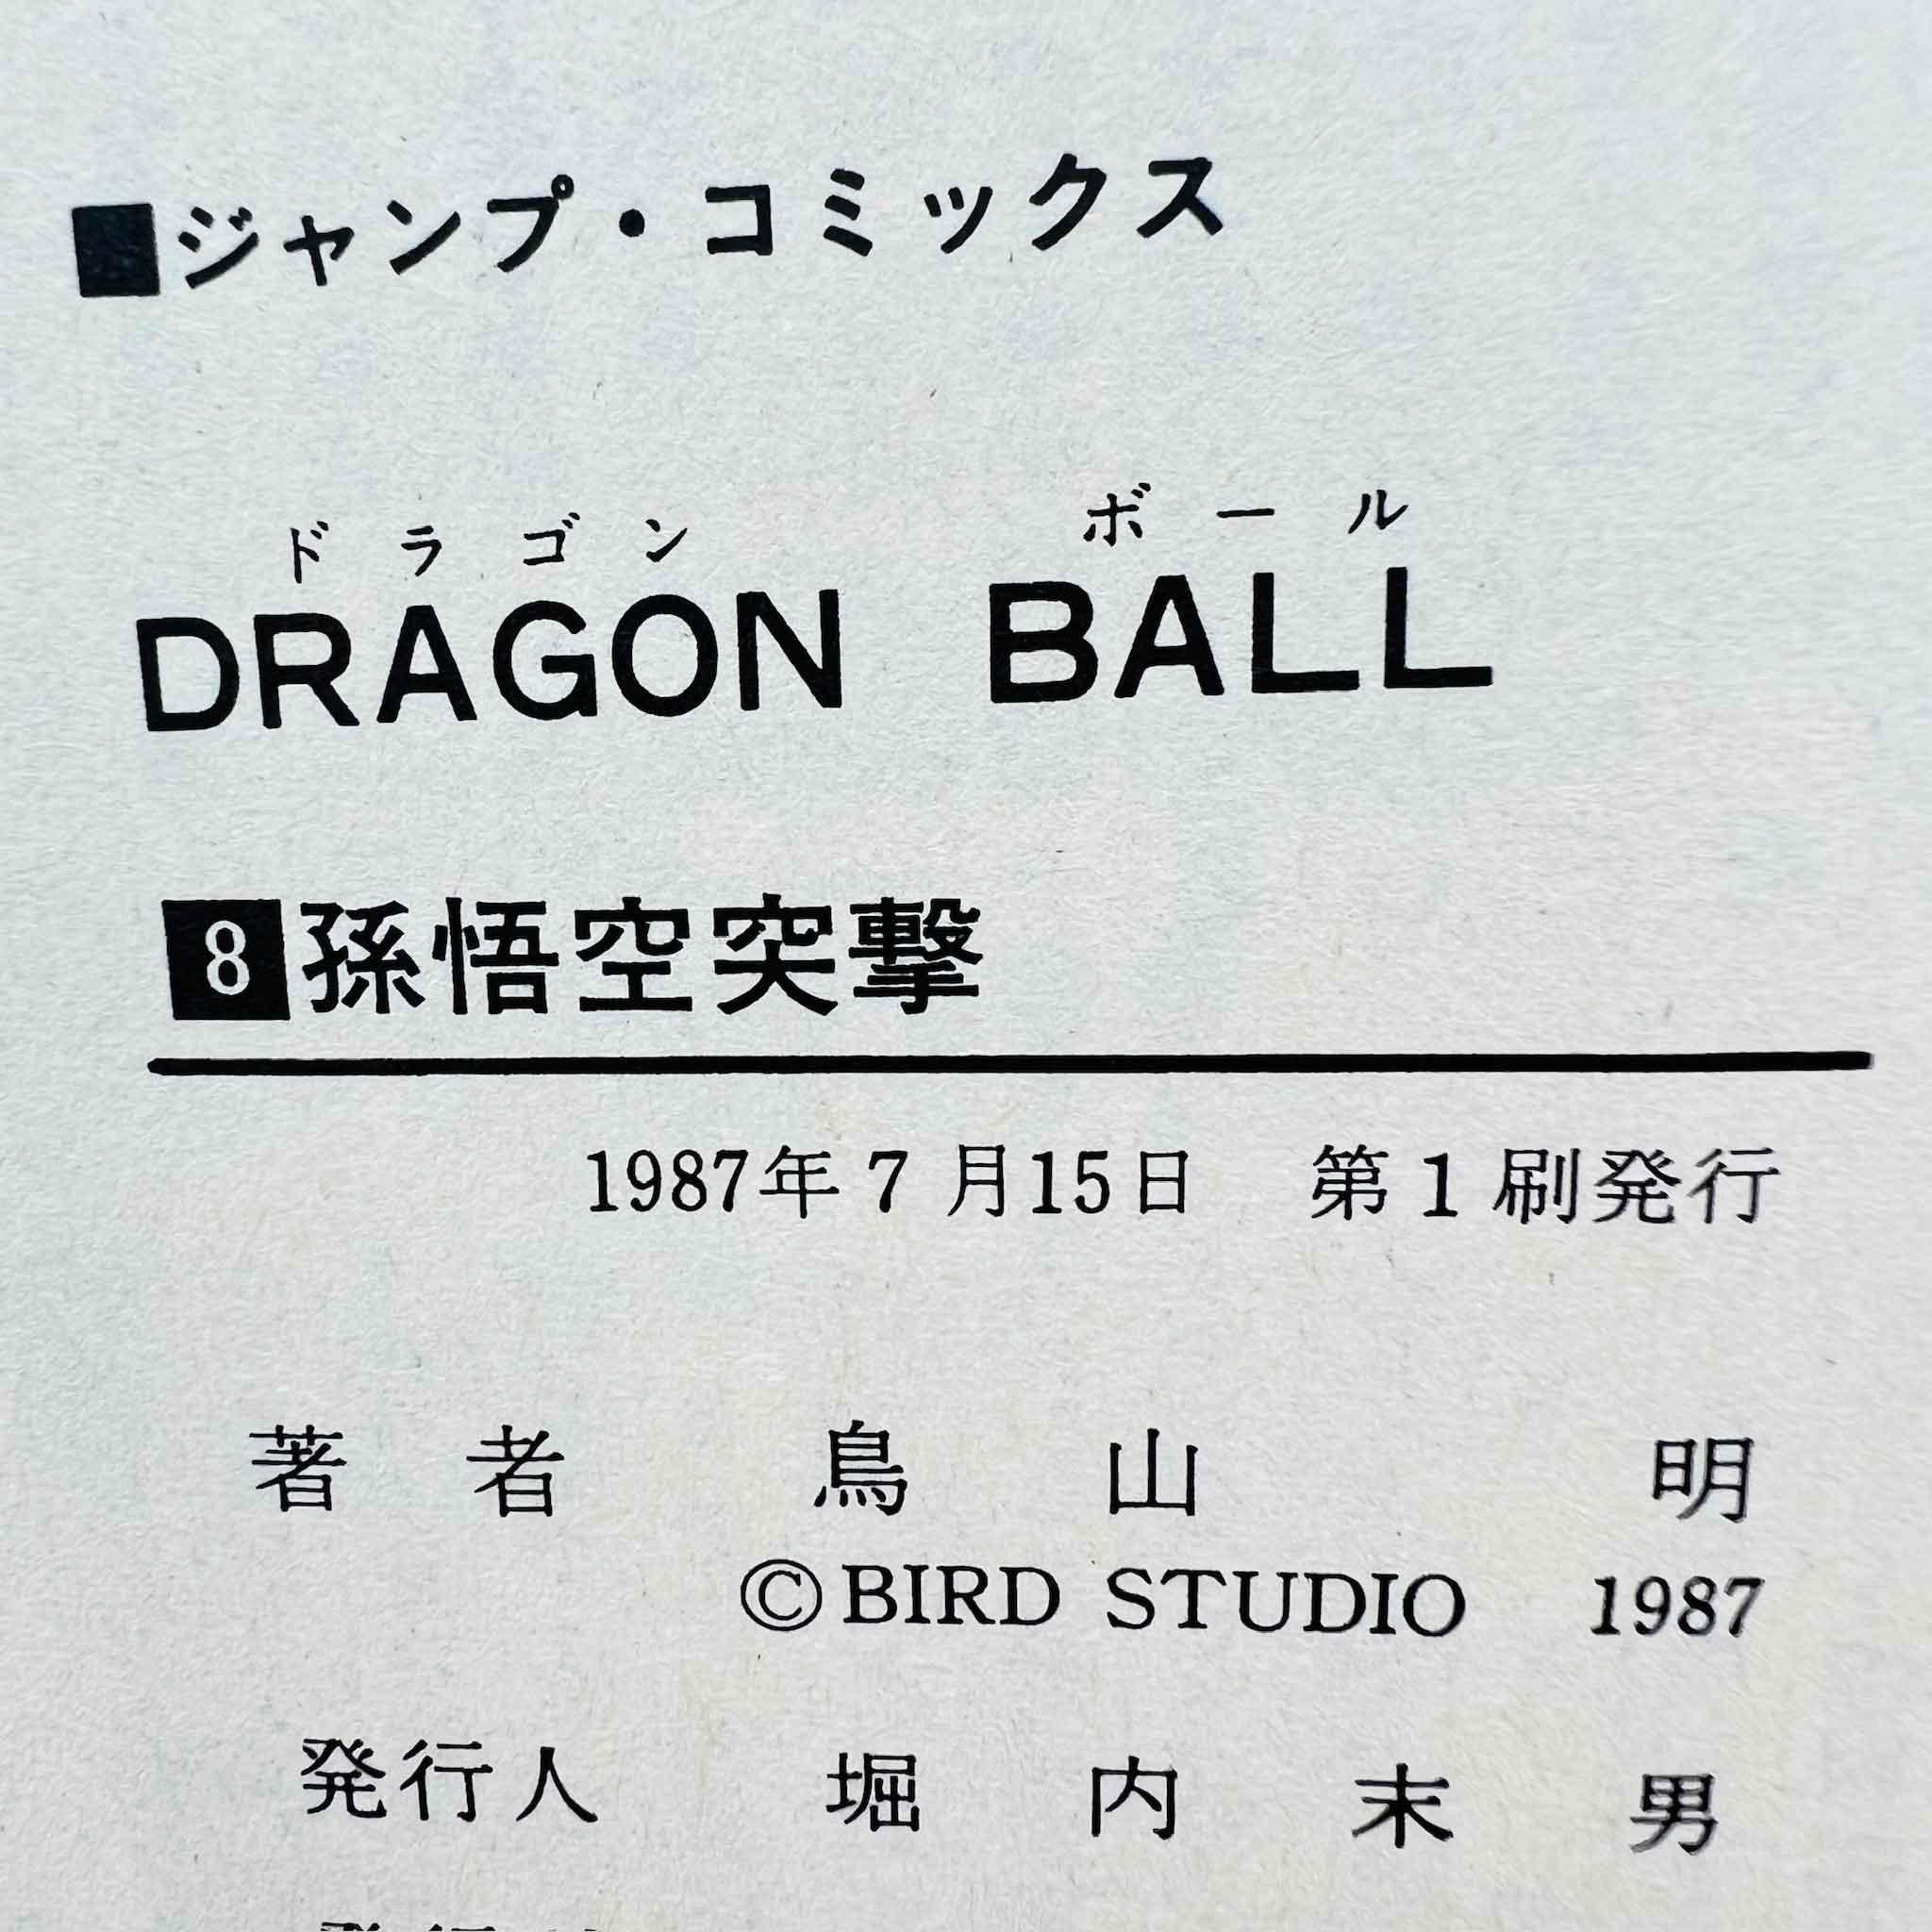 ■ジャンプ・コミックス
ドラゴン ボール
DRAGON BALL
8 孫悟空突撃
1987年7月15日 第1刷発行
著者 鳥山明
©BIRD STUDIO 1987
発行人 堀内末男